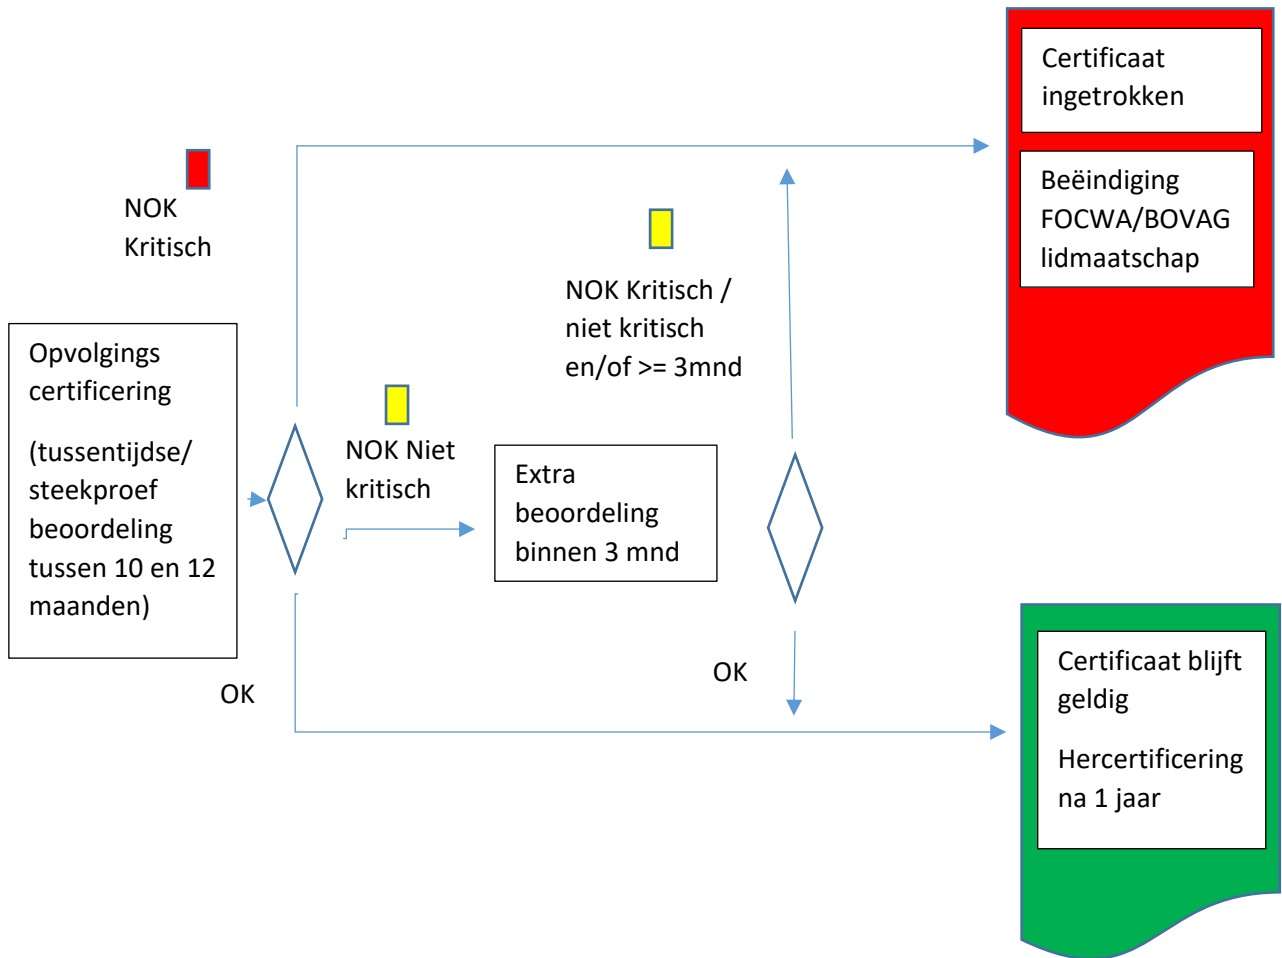 Certificaat
ingetrokken
Beëindiging
FOCWA/BOVAG
lidmaatschap
NOK
Kritisch
NOK Kritisch /
niet kritisch
en/of >= 3mnd
Opvolgings
certificering
(tussentijdse/
steekproef
beoordeling
tussen 10 en 12
maanden)
NOK Niet
kritisch
Extra
beoordeling
binnen 3 mnd
OK
OK
Certificaat blijft
geldig
Hercertificering
na 1 jaar